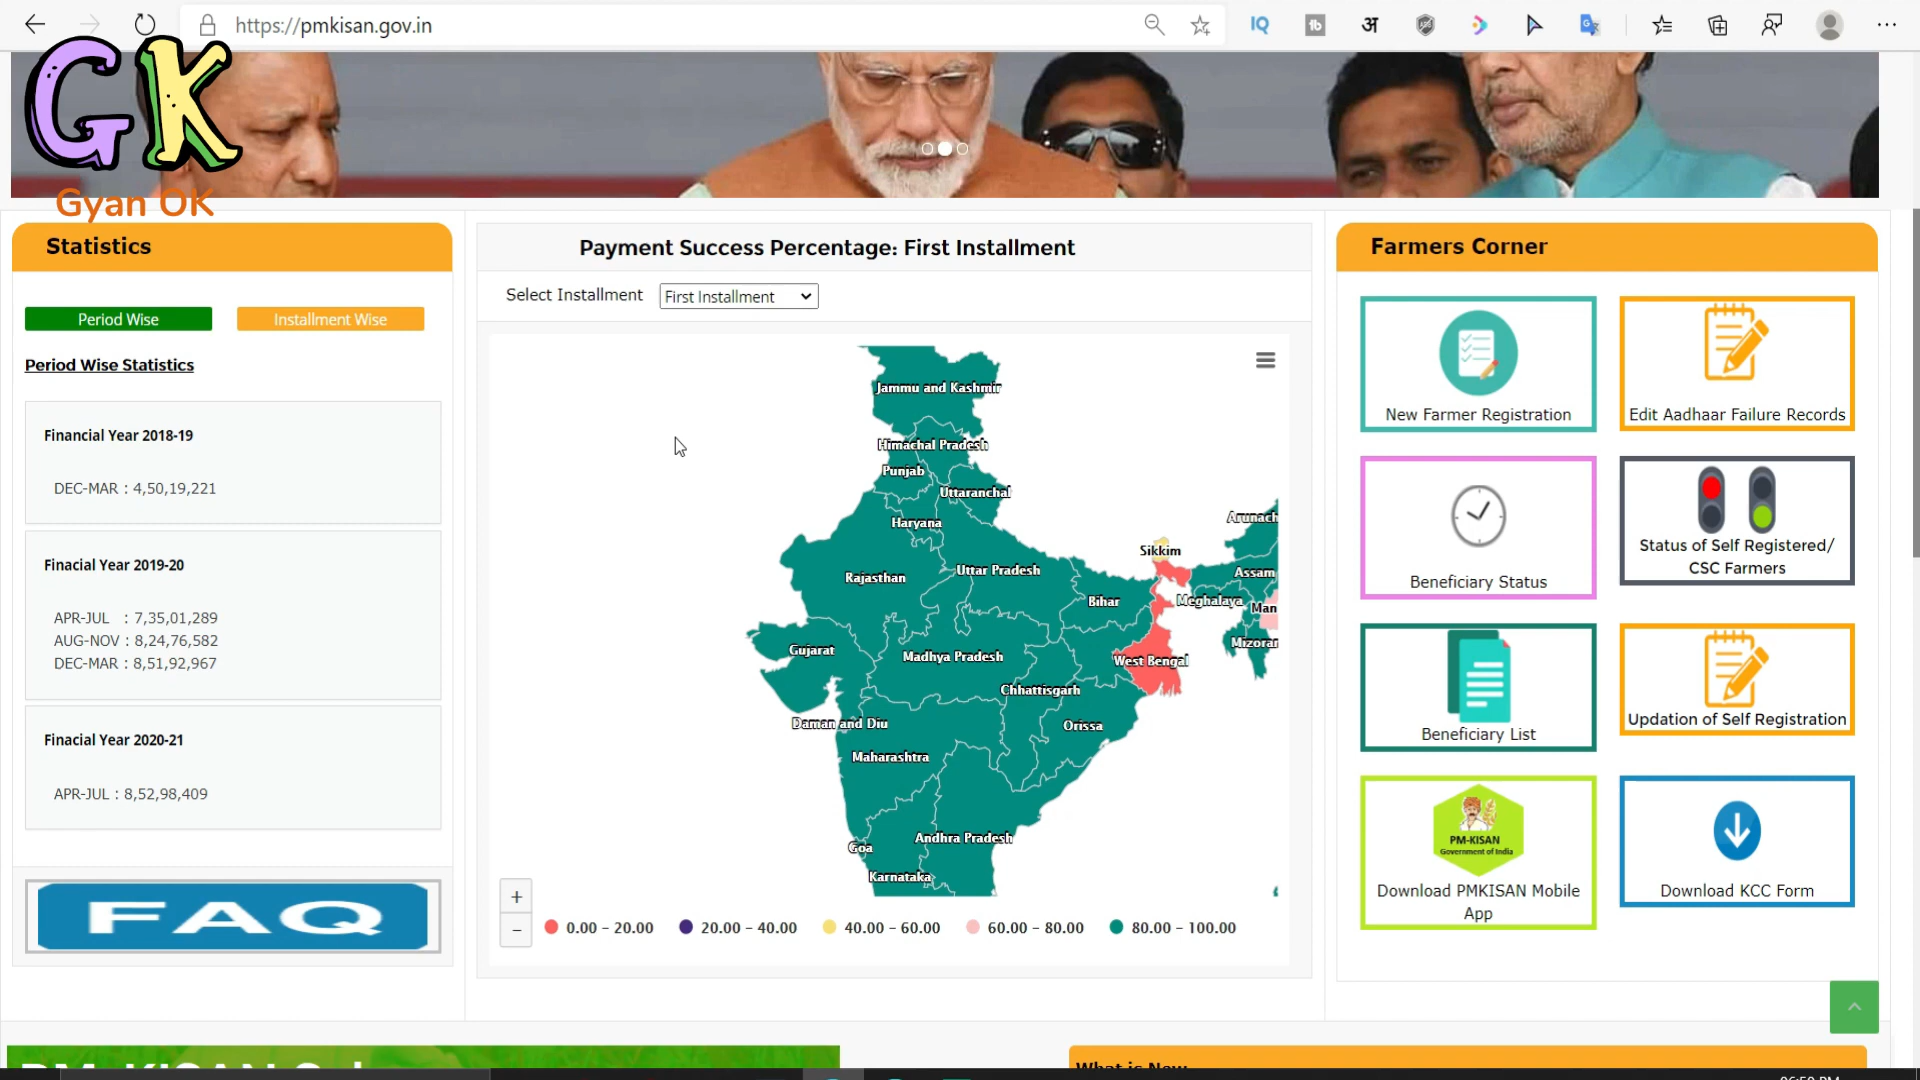 https://pmkisan.gov.in
IQ
अ
GK
Gyan OK
Statistics
Period Wise
Installment Wise
Period Wise Statistics
Financial Year 2018-19
DEC-MAR : 4,50,19,221
Finacial Year 2019-20
APR-JUL : 7,35,01,289
AUG-NOV : 8,24,76,582
DEC-MAR : 8,51,92,967
Finacial Year 2020-21
APR-JUL : 8,52,98,409
FAQ
Payment Success Percentage: First Installment
Select Installment First Installment
Jammu and Kashmir
Himachal Pradesh
Punjab
Uttaranchal
Haryana
Arunach
Sikkim
Uttar Pradesh
Assam
Rajasthan
Bihar
Meghalaya
Man
Mizoram
Gujarat
Madhya Pradesh
West Bengal
Chhattisgarh
Daman and Diu
Orissa
Maharashtra
Andhra Pradesh
Goa
Karnataka
+
−
0.00 – 20.00
20.00 – 40.00
40.00 – 60.00
60.00 – 80.00
80.00 – 100.00
Farmers Corner
New Farmer Registration
Edit Aadhaar Failure Records
Beneficiary Status
Status of Self Registered/
CSC Farmers
Beneficiary List
Updation of Self Registration
PM-KISAN
Government of India
Download PMKISAN Mobile
App
Download KCC Form
What is New